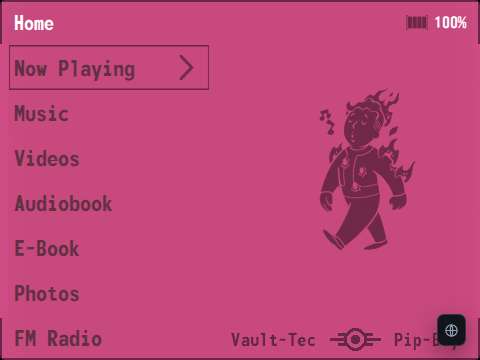 Home
100%
Now Playing
Music
Videos
Audiobook
E-Book
Photos
FM Radio
Vault-Tec